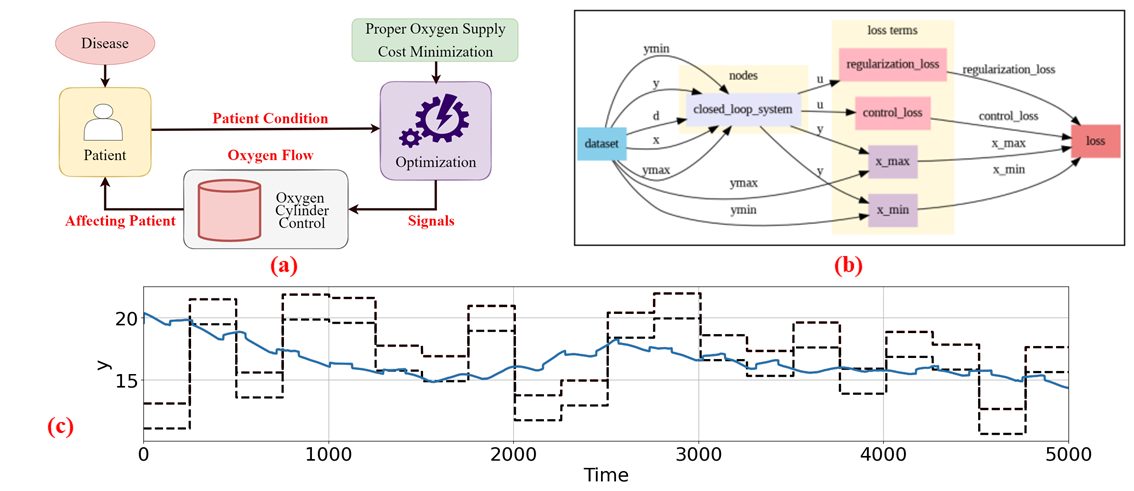 Disease
Proper Oxygen Supply
Cost Minimization
Patient Condition
Patient
Optimization
Oxygen Flow
Oxygen
Cylinder
Control
Affecting Patient
Signals
(a)
loss terms
ymin
regularization_loss
regularization_loss
nodes
u
y
closed_loop_system
u
control_loss
control_loss
d
dataset
x
y
x_max
x_max
loss
ymax
ymax
y
x_min
x_min
ymin
(b)
20
15
y
0
1000
2000
3000
4000
5000
Time
(c)